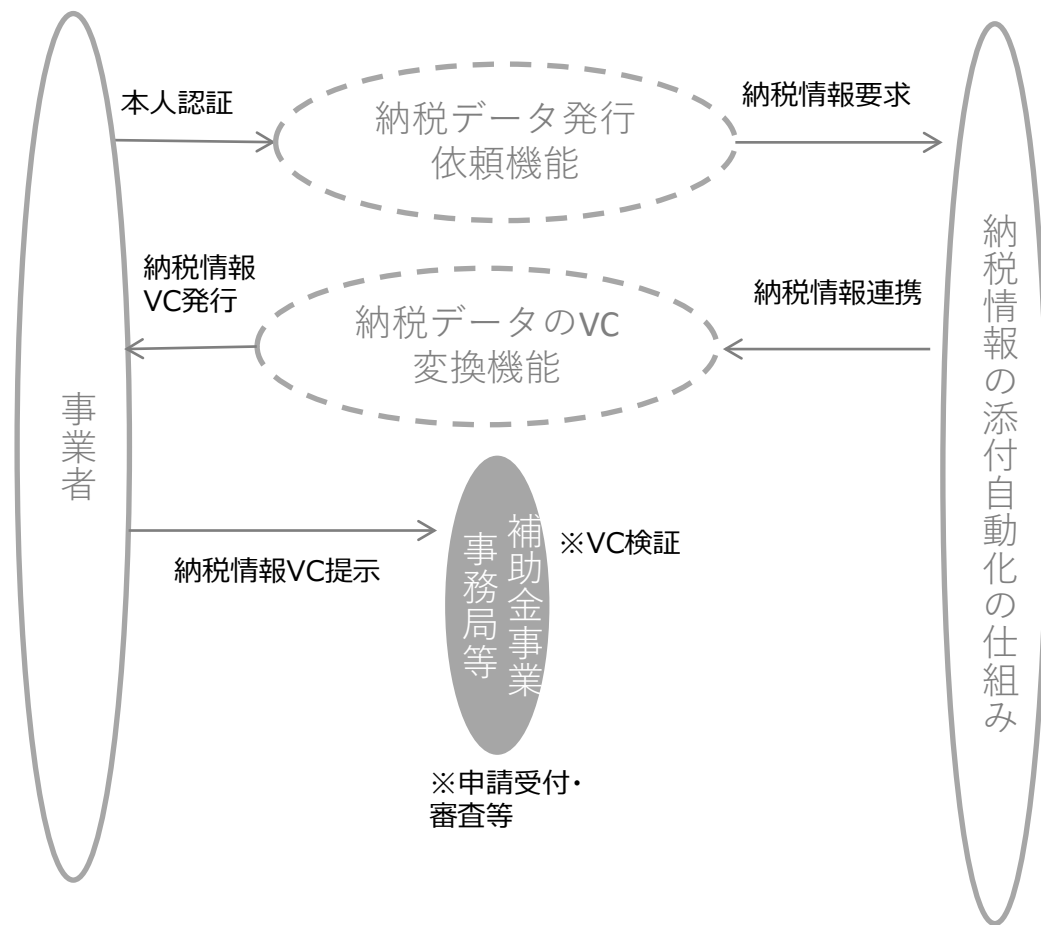 本人認証
納税データ発行
依頼機能
納税情報要求
納税情報
VC発行
納税データのVC
変換機能
納税情報連携
事業者
納税情報の添付自動化の仕組み
納税情報VC提示
補助金事業
事務局等
※VC検証
※申請受付・
審査等